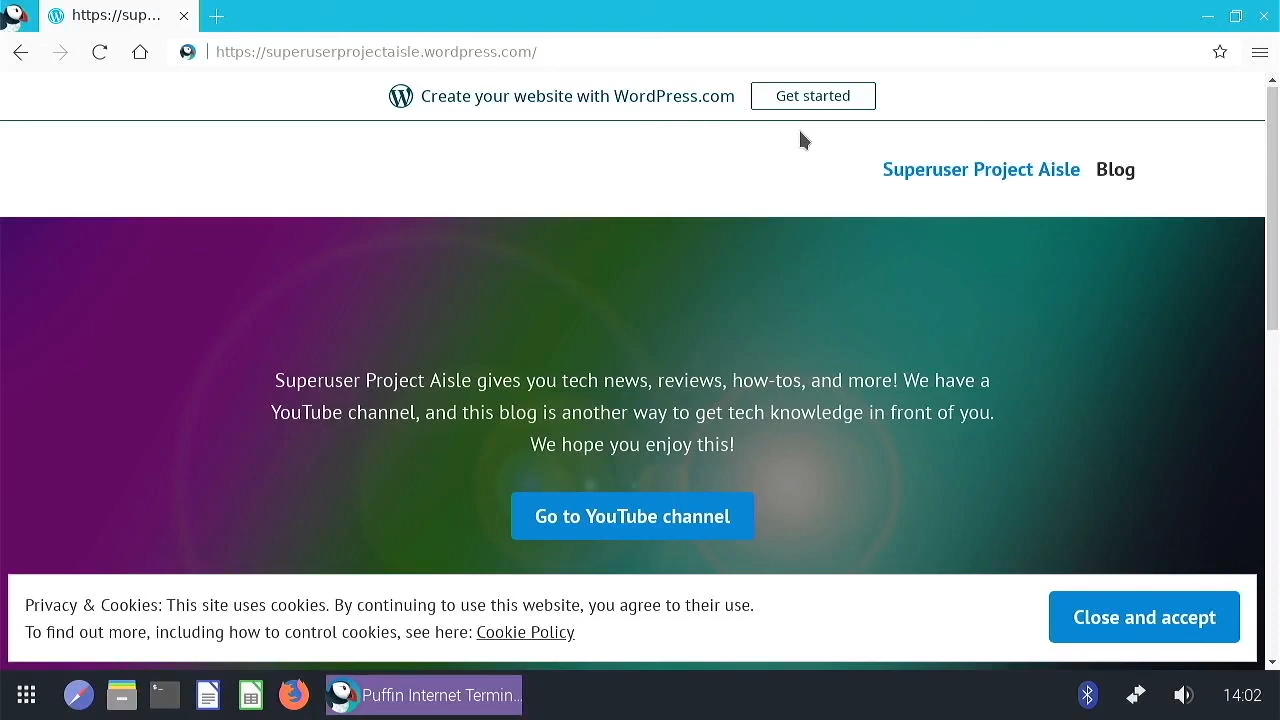 https://sup...
https://superuserprojectaisle.wordpress.com/
Create your website with WordPress.com
Get started
Superuser Project Aisle
Blog
Superuser Project Aisle gives you tech news, reviews, how-tos, and more! We have a
YouTube channel, and this blog is another way to get tech knowledge in front of you.
We hope you enjoy this!
Go to YouTube channel
Privacy & Cookies: This site uses cookies. By continuing to use this website, you agree to their use.
To find out more, including how to control cookies, see here: Cookie Policy
Close and accept
Puffin Internet Termin...
14:02